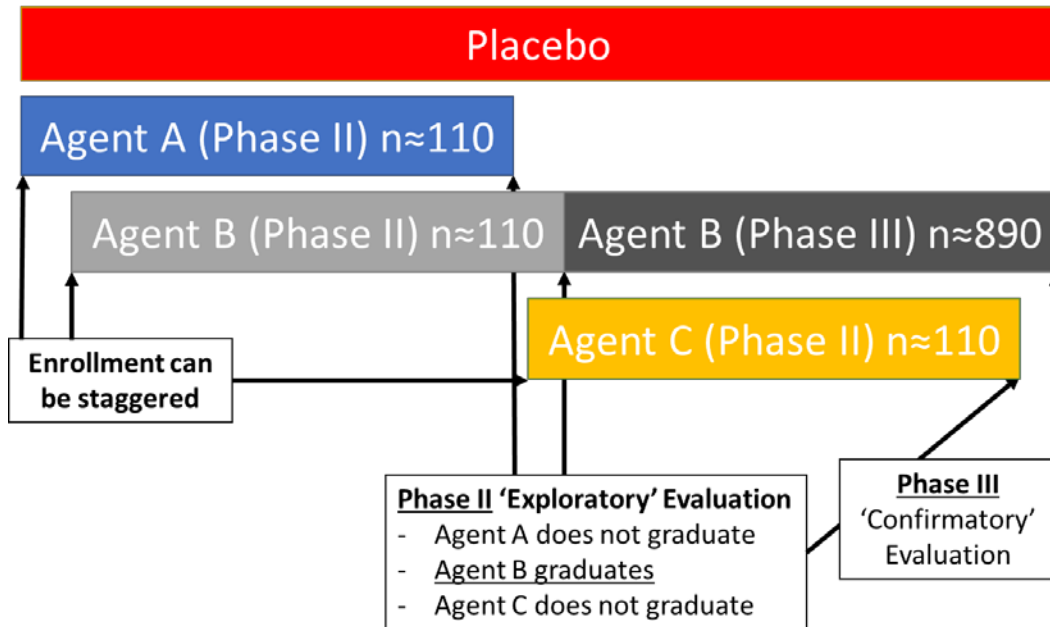 Placebo
Agent A (Phase II) n≈110
Agent B (Phase II) n≈110
Agent B (Phase III) n≈890
Agent C (Phase II) n≈110
Enrollment can
be staggered
Phase II 'Exploratory' Evaluation
- Agent A does not graduate
- Agent B graduates
- Agent C does not graduate
Phase III
'Confirmatory'
Evaluation